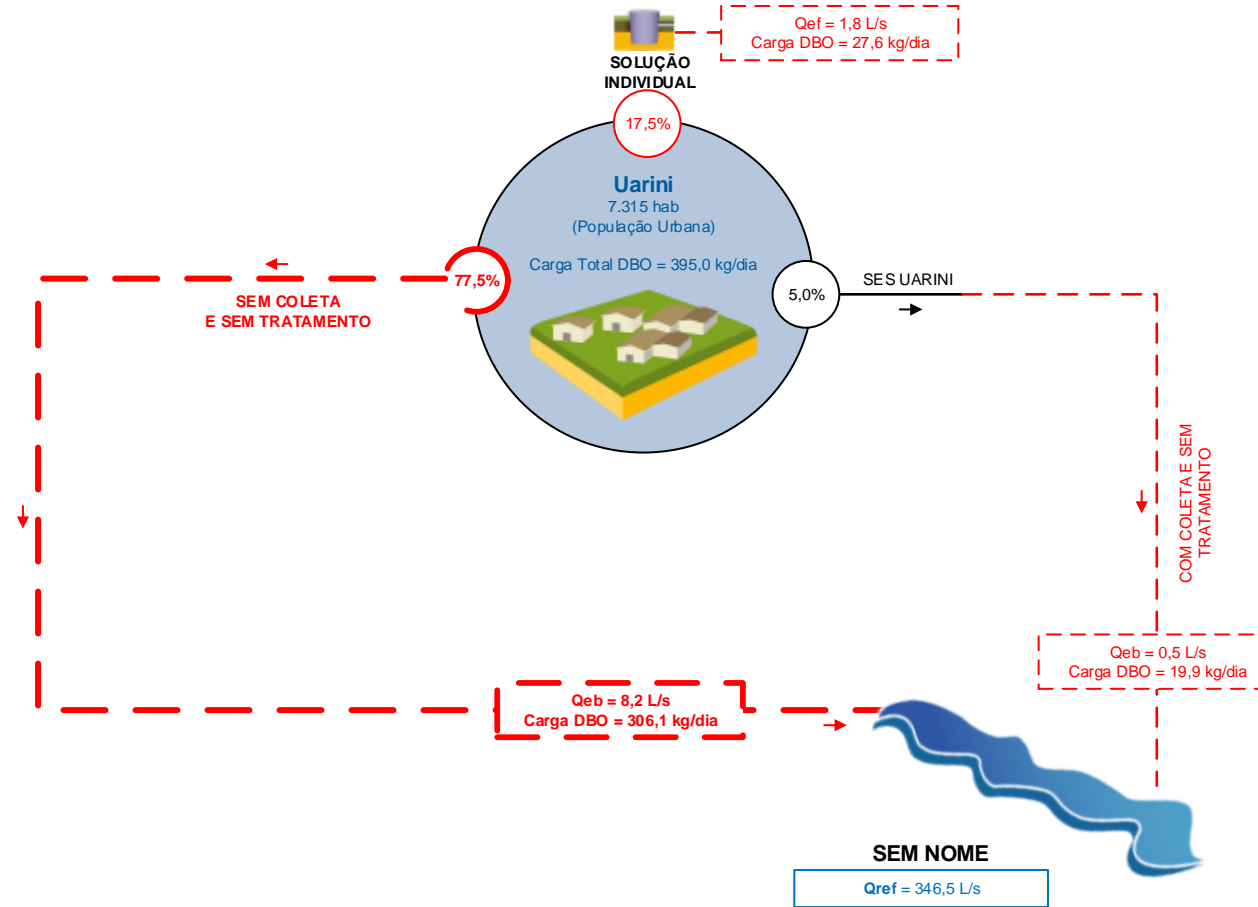 Qef = 1,8 L/s
Carga DBO = 27,6 kg/dia
SOLUÇÃO
INDIVIDUAL
17,5%
Uarini
7.315 hab
(População Urbana)
Carga Total DBO = 395,0 kg/dia
77,5%
5,0%
SES UARINI
SEM COLETA
E SEM TRATAMENTO
COM COLETA E SEM
TRATAMENTO
Qeb = 0,5 L/s
Carga DBO = 19,9 kg/dia
Qeb = 8,2 L/s
Carga DBO = 306,1 kg/dia
SEM NOME
Qref = 346,5 L/s